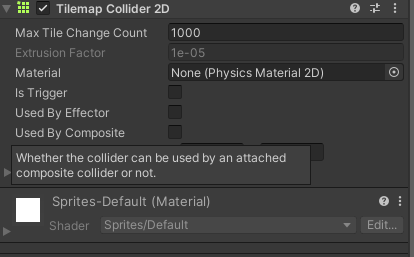 Tilemap Collider 2D
Max Tile Change Count 1000
Extrusion Factor 1e-05
Material None (Physics Material 2D)
Is Trigger
Used By Effector
Used By Composite
Whether the collider can be used by an attached
composite collider or not.
Sprites-Default (Material)
Shader Sprites/Default Edit...